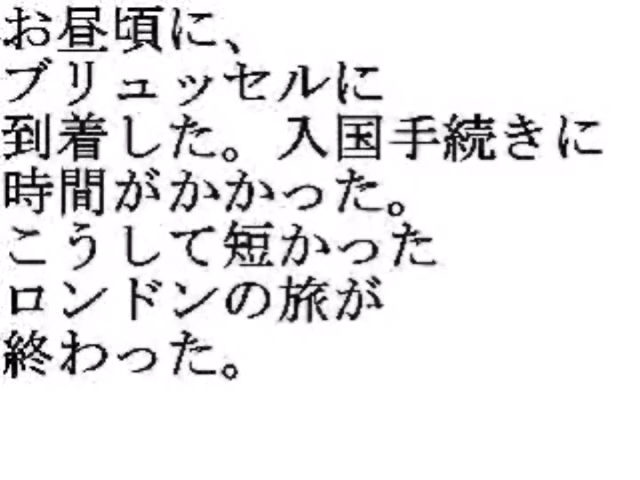 お昼頃に、
ブリュッセルに
到着した。入国手続きに
時間がかかった。
こうして短かった
ロンドンの旅が
終わった。